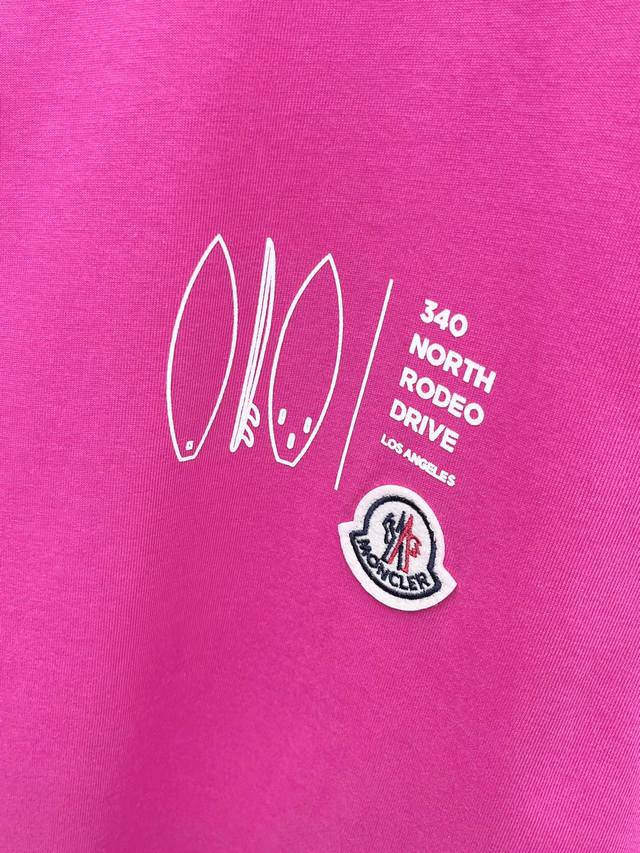 340
NORTH
RODEO
DRIVE
LOS ANGELES
MONCLER